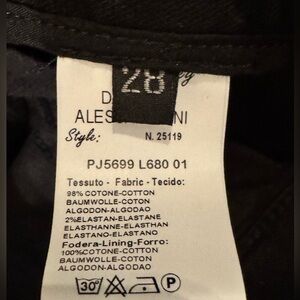 28
Style: N. 25119
PJ5699 L680 01
Tessuto - Fabric - Tecido:
98% COTONE-COTTON
BAUMWOLLE-COTON
ALGODON-ALGODAO
2%ELASTAN-ELASTANE
ELASTHANNE-ELASTHAN
ELASTANO-ELASTANO
Fodera-Lining-Forro:
100%COTONE-COTTON
BAUMWOLLE-COTON
ALGODON-ALGODAO
30° P